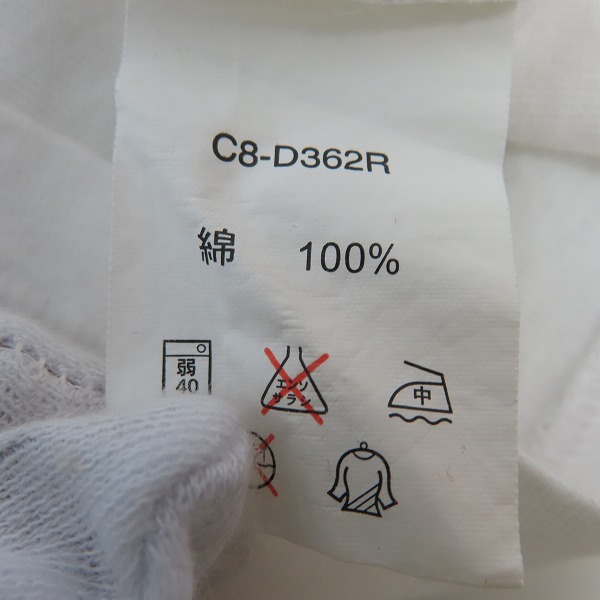 C8-D362R
綿 100%
弱 エンソ 中
40 サラシ